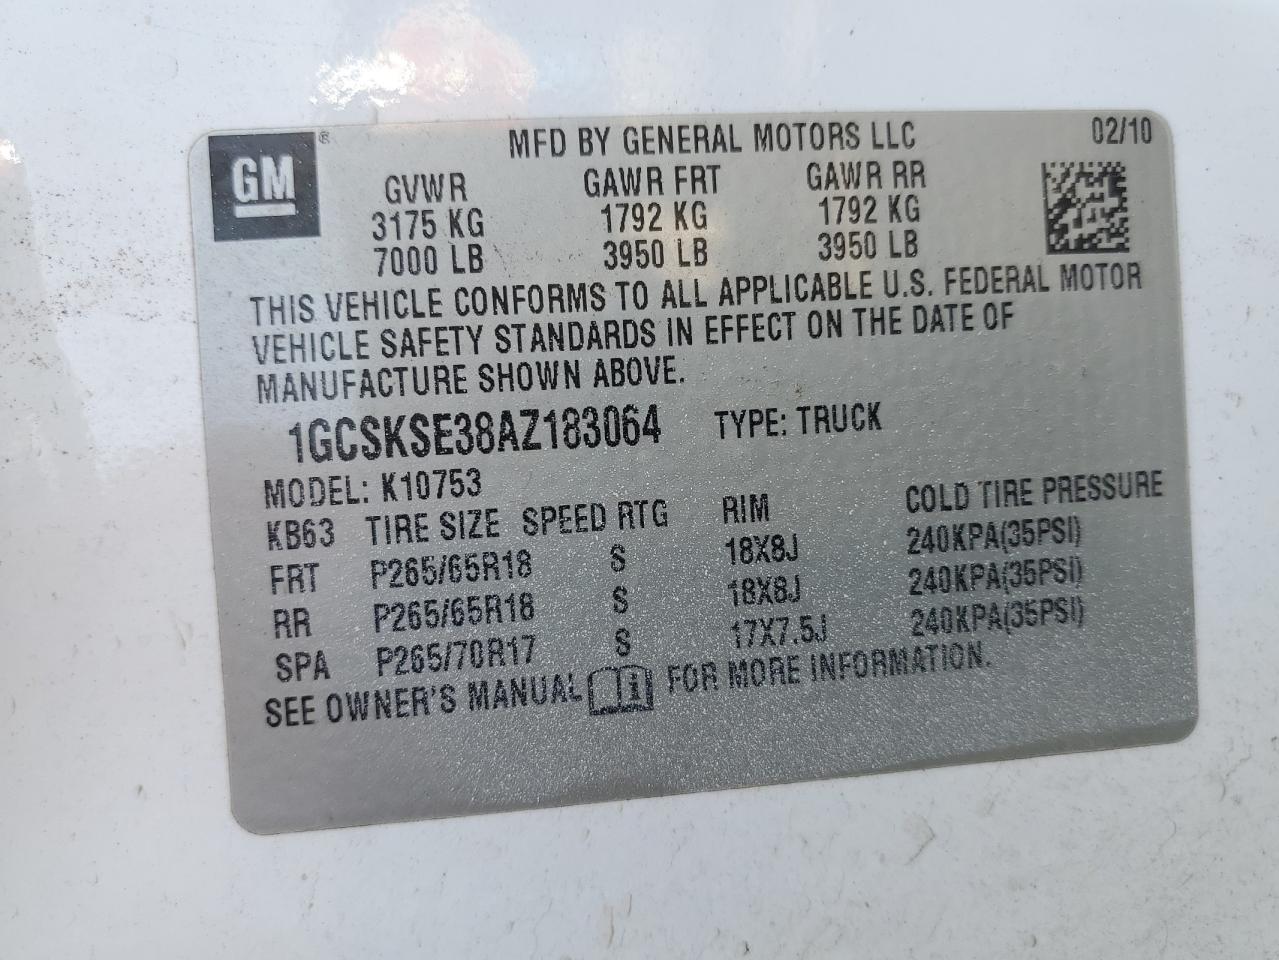 GM ®
MFD BY GENERAL MOTORS LLC 02/10
GVWR GAWR FRT GAWR RR
3175 KG 1792 KG 1792 KG
7000 LB 3950 LB 3950 LB
THIS VEHICLE CONFORMS TO ALL APPLICABLE U.S. FEDERAL MOTOR
VEHICLE SAFETY STANDARDS IN EFFECT ON THE DATE OF
MANUFACTURE SHOWN ABOVE.
1GCSKSE38AZ183064 TYPE: TRUCK
MODEL: K10753
KB63 TIRE SIZE SPEED RTG RIM COLD TIRE PRESSURE
FRT P265/65R18 S 18X8J 240KPA(35PSI)
RR P265/65R18 S 18X8J 240KPA(35PSI)
SPA P265/70R17 S 17X7.5J 240KPA(35PSI)
SEE OWNER'S MANUAL i FOR MORE INFORMATION.